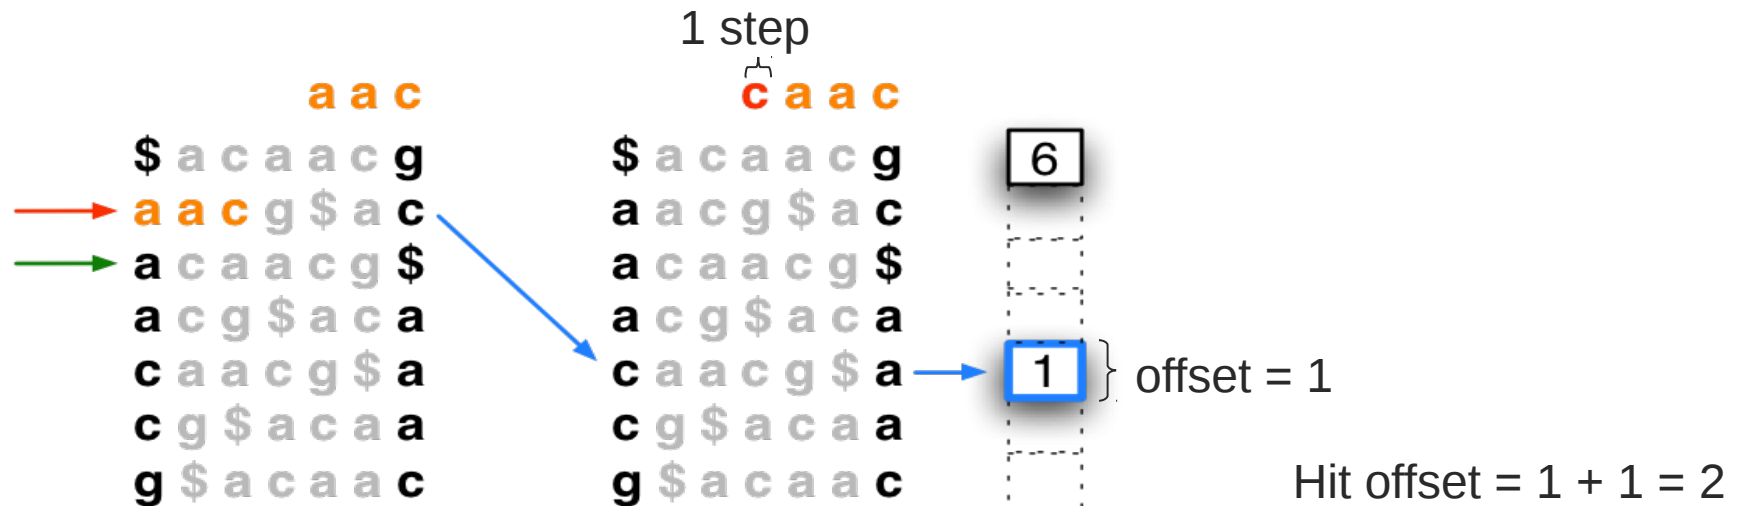 1 step
a a c c a a c
$ a c a a c g $ a c a a c g 6
a a c g $ a c a a c g $ a c
a c a a c g $ a c a a c g $
a c g $ a c a a c g $ a c a
c a a c g $ a c a a c g $ a 1 offset = 1
c g $ a c a a c g $ a c a a
g $ a c a a c g $ a c a a c Hit offset = 1 + 1 = 2